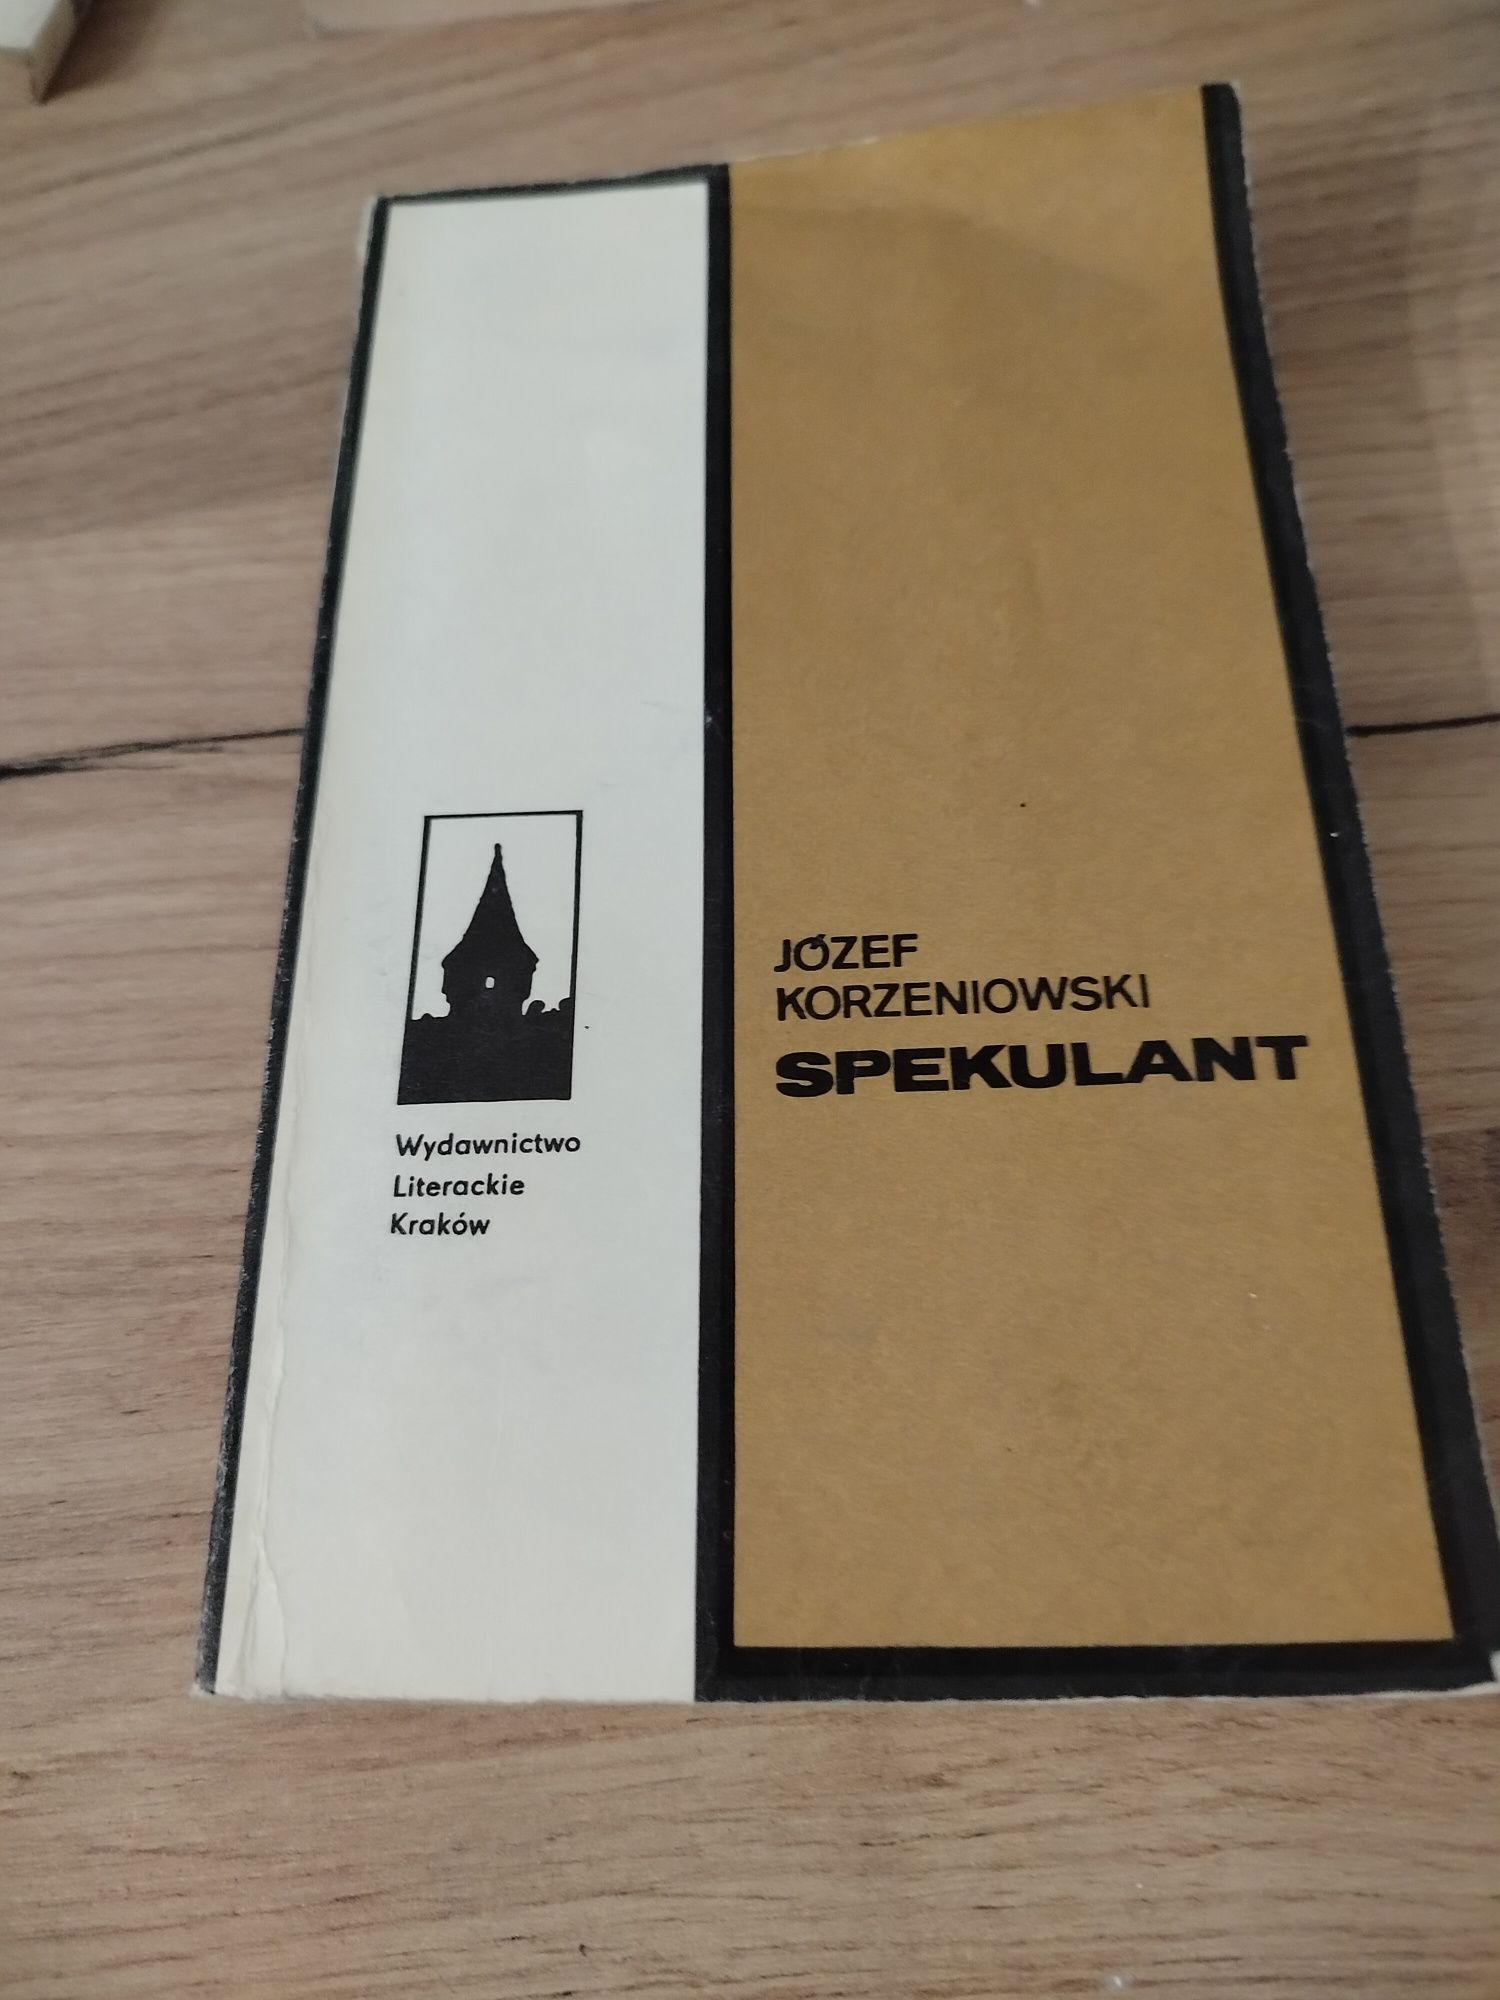 JÓZEF
KORZENIOWSKI
SPEKULANT
Wydawnictwo
Literackie
Kraków